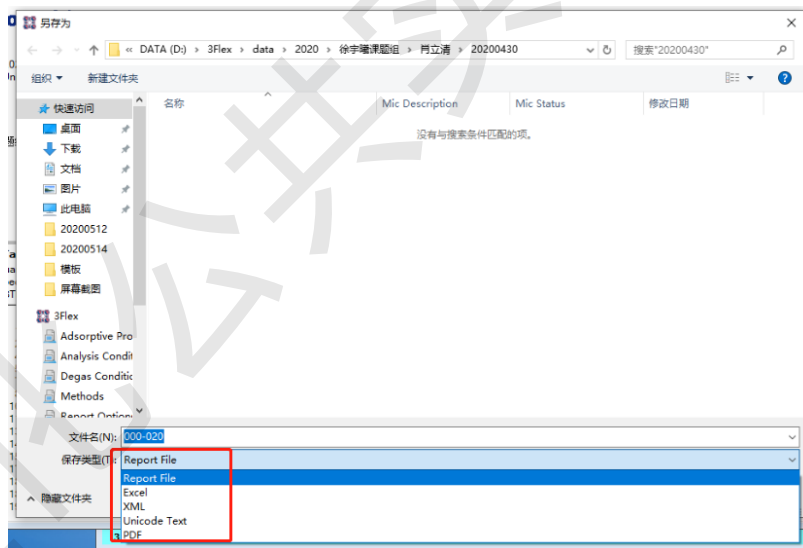 另存为
« DATA (D:) › 3Flex › data › 2020 › 徐宇曦课题组 › 肖立清 › 20200430
搜索"20200430"
组织 新建文件夹
快速访问
名称 Mic Description Mic Status 修改日期
没有与搜索条件匹配的项。
桌面
下载
文档
图片
此电脑
20200512
20200514
模板
屏幕截图
3Flex
Adsorptive Pro
Analysis Condit
Degas Conditic
Methods
Report Option
文件名(N): 000-020
保存类型(T): Report File
Report File
Excel
XML
Unicode Text
PDF
隐藏文件夹